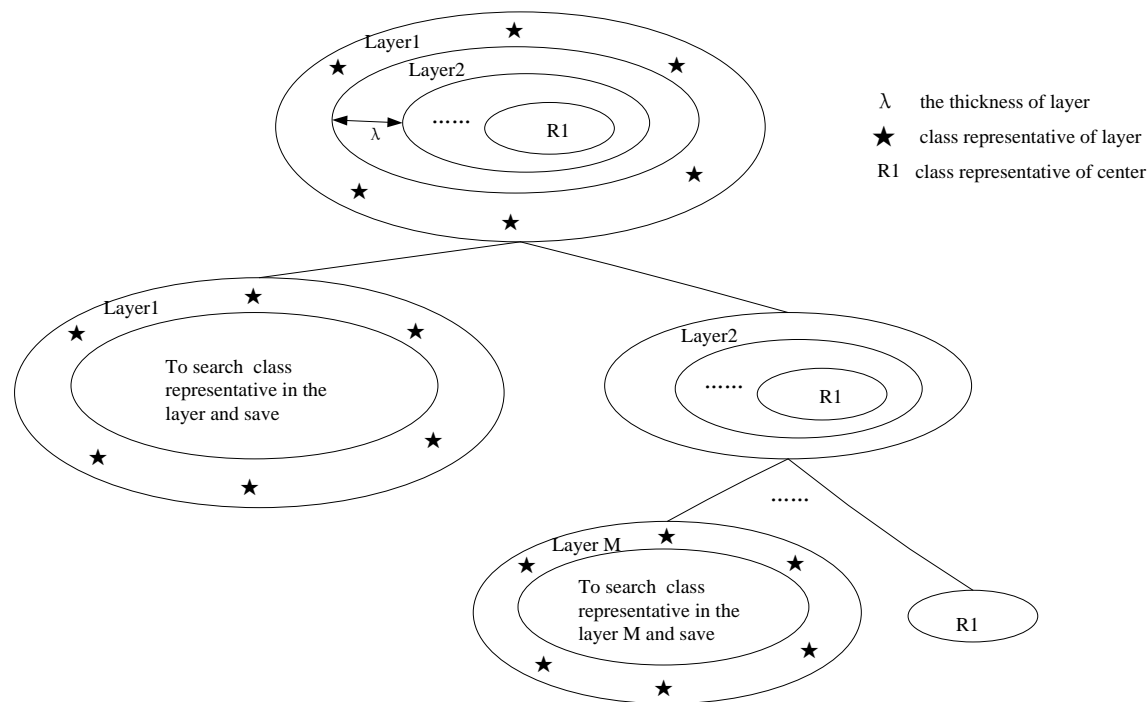 Layer1
Layer2
......
R1
λ
λ the thickness of layer
★ class representative of layer
R1 class representative of center
Layer1
To search class
representative in the
layer and save
Layer2
......
R1
......
Layer M
To search class
representative in the
layer M and save
R1